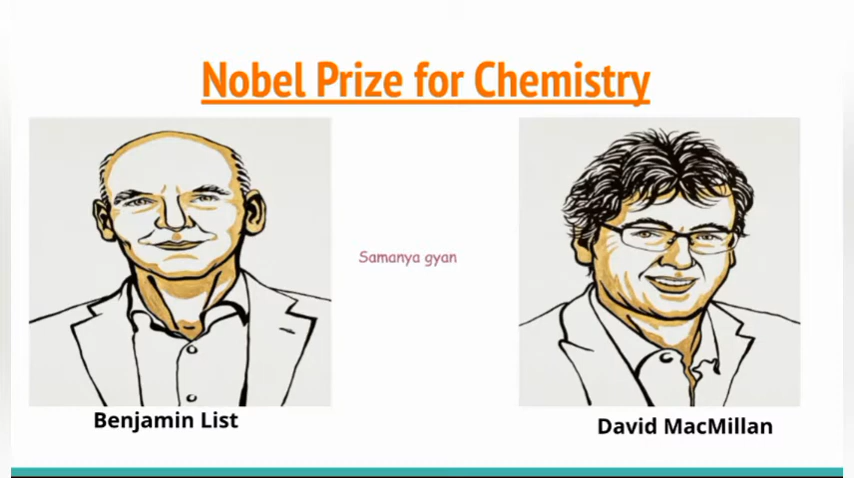 Nobel Prize for Chemistry
Samanya gyan
Benjamin List
David MacMillan